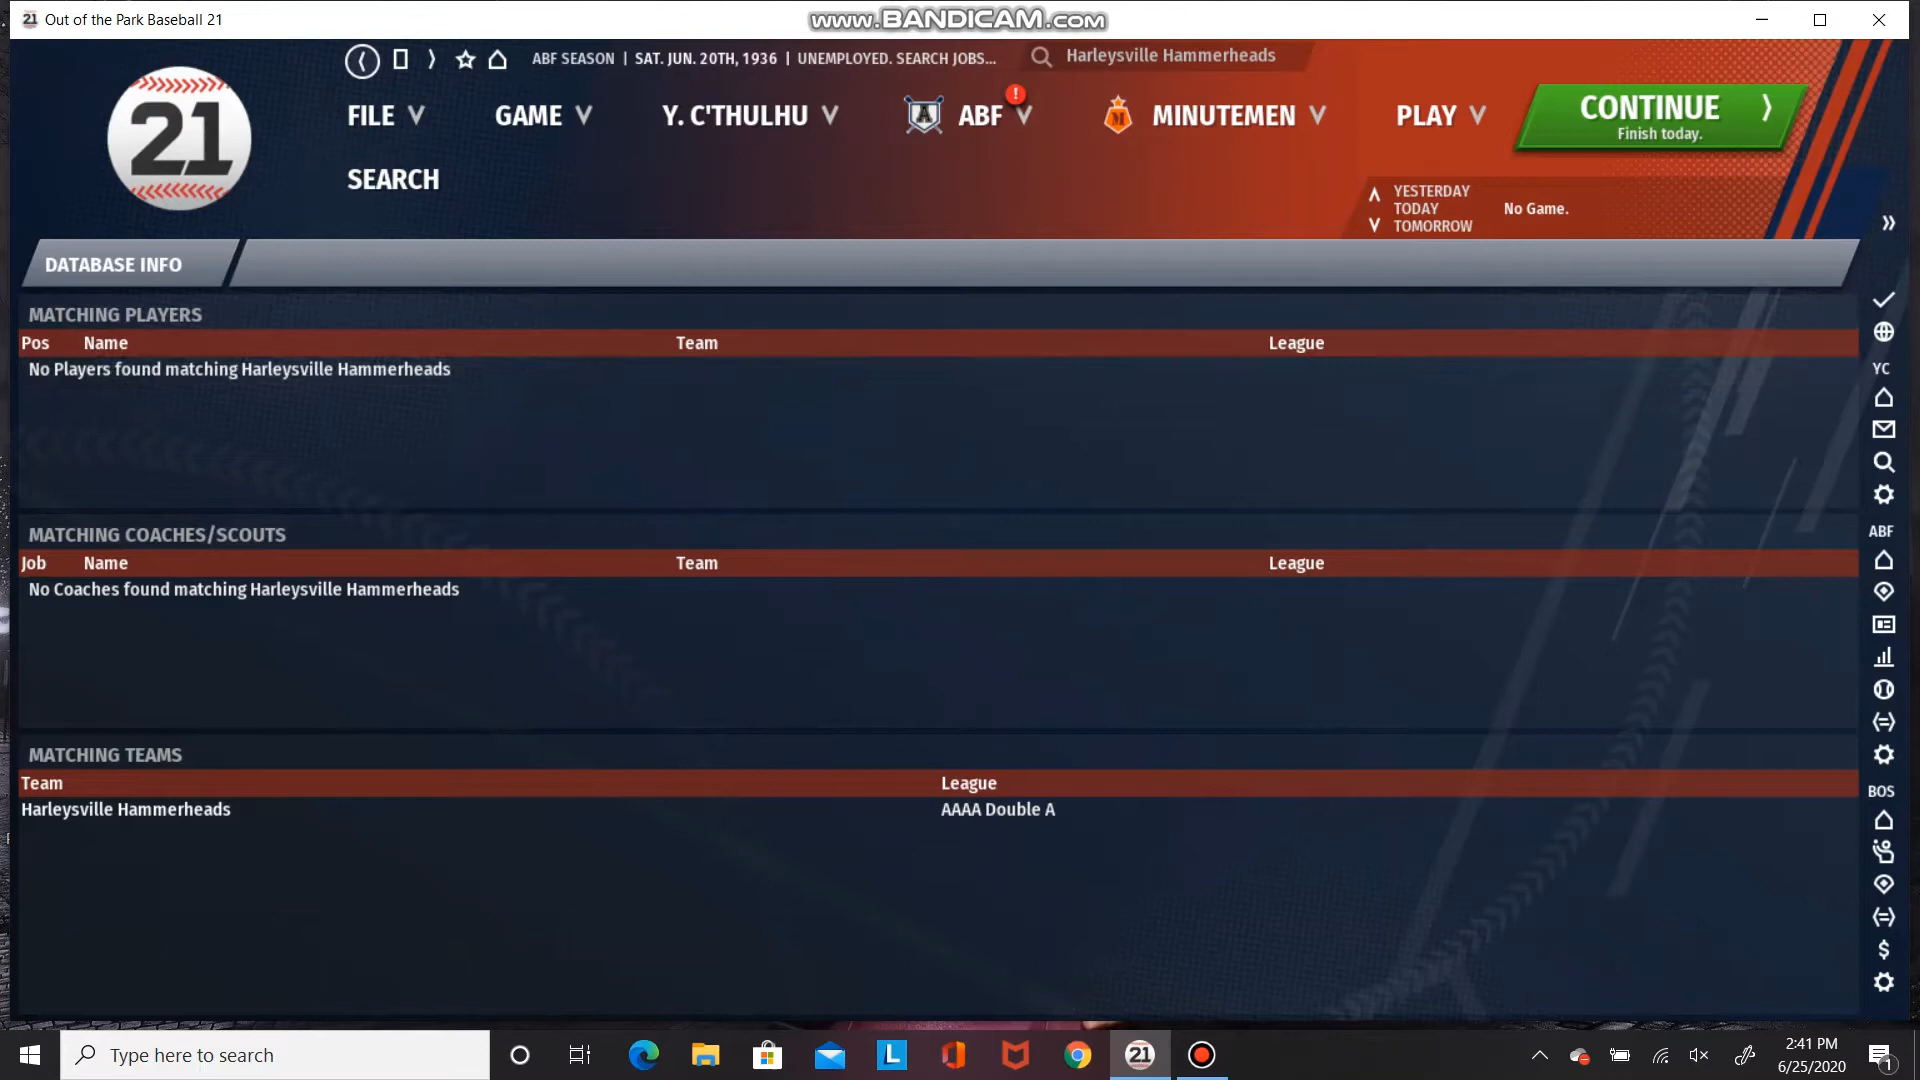 21 Out of the Park Baseball 21
www.BANDICAM.com
ABF SEASON | SAT. JUN. 20TH, 1936 | UNEMPLOYED. SEARCH JOBS...
Harleysville Hammerheads
21
FILE
GAME
Y. C'THULHU
A
ABF
!
M
MINUTEMEN
PLAY
CONTINUE
Finish today.
SEARCH
YESTERDAY
TODAY
TOMORROW
No Game.
DATABASE INFO
MATCHING PLAYERS
Pos Name Team League
No Players found matching Harleysville Hammerheads
YC
MATCHING COACHES/SCOUTS
ABF
Job Name Team League
No Coaches found matching Harleysville Hammerheads
MATCHING TEAMS
Team League
BOS
Harleysville Hammerheads AAAA Double A
$
Type here to search
L
21
2:41 PM
6/25/2020
1